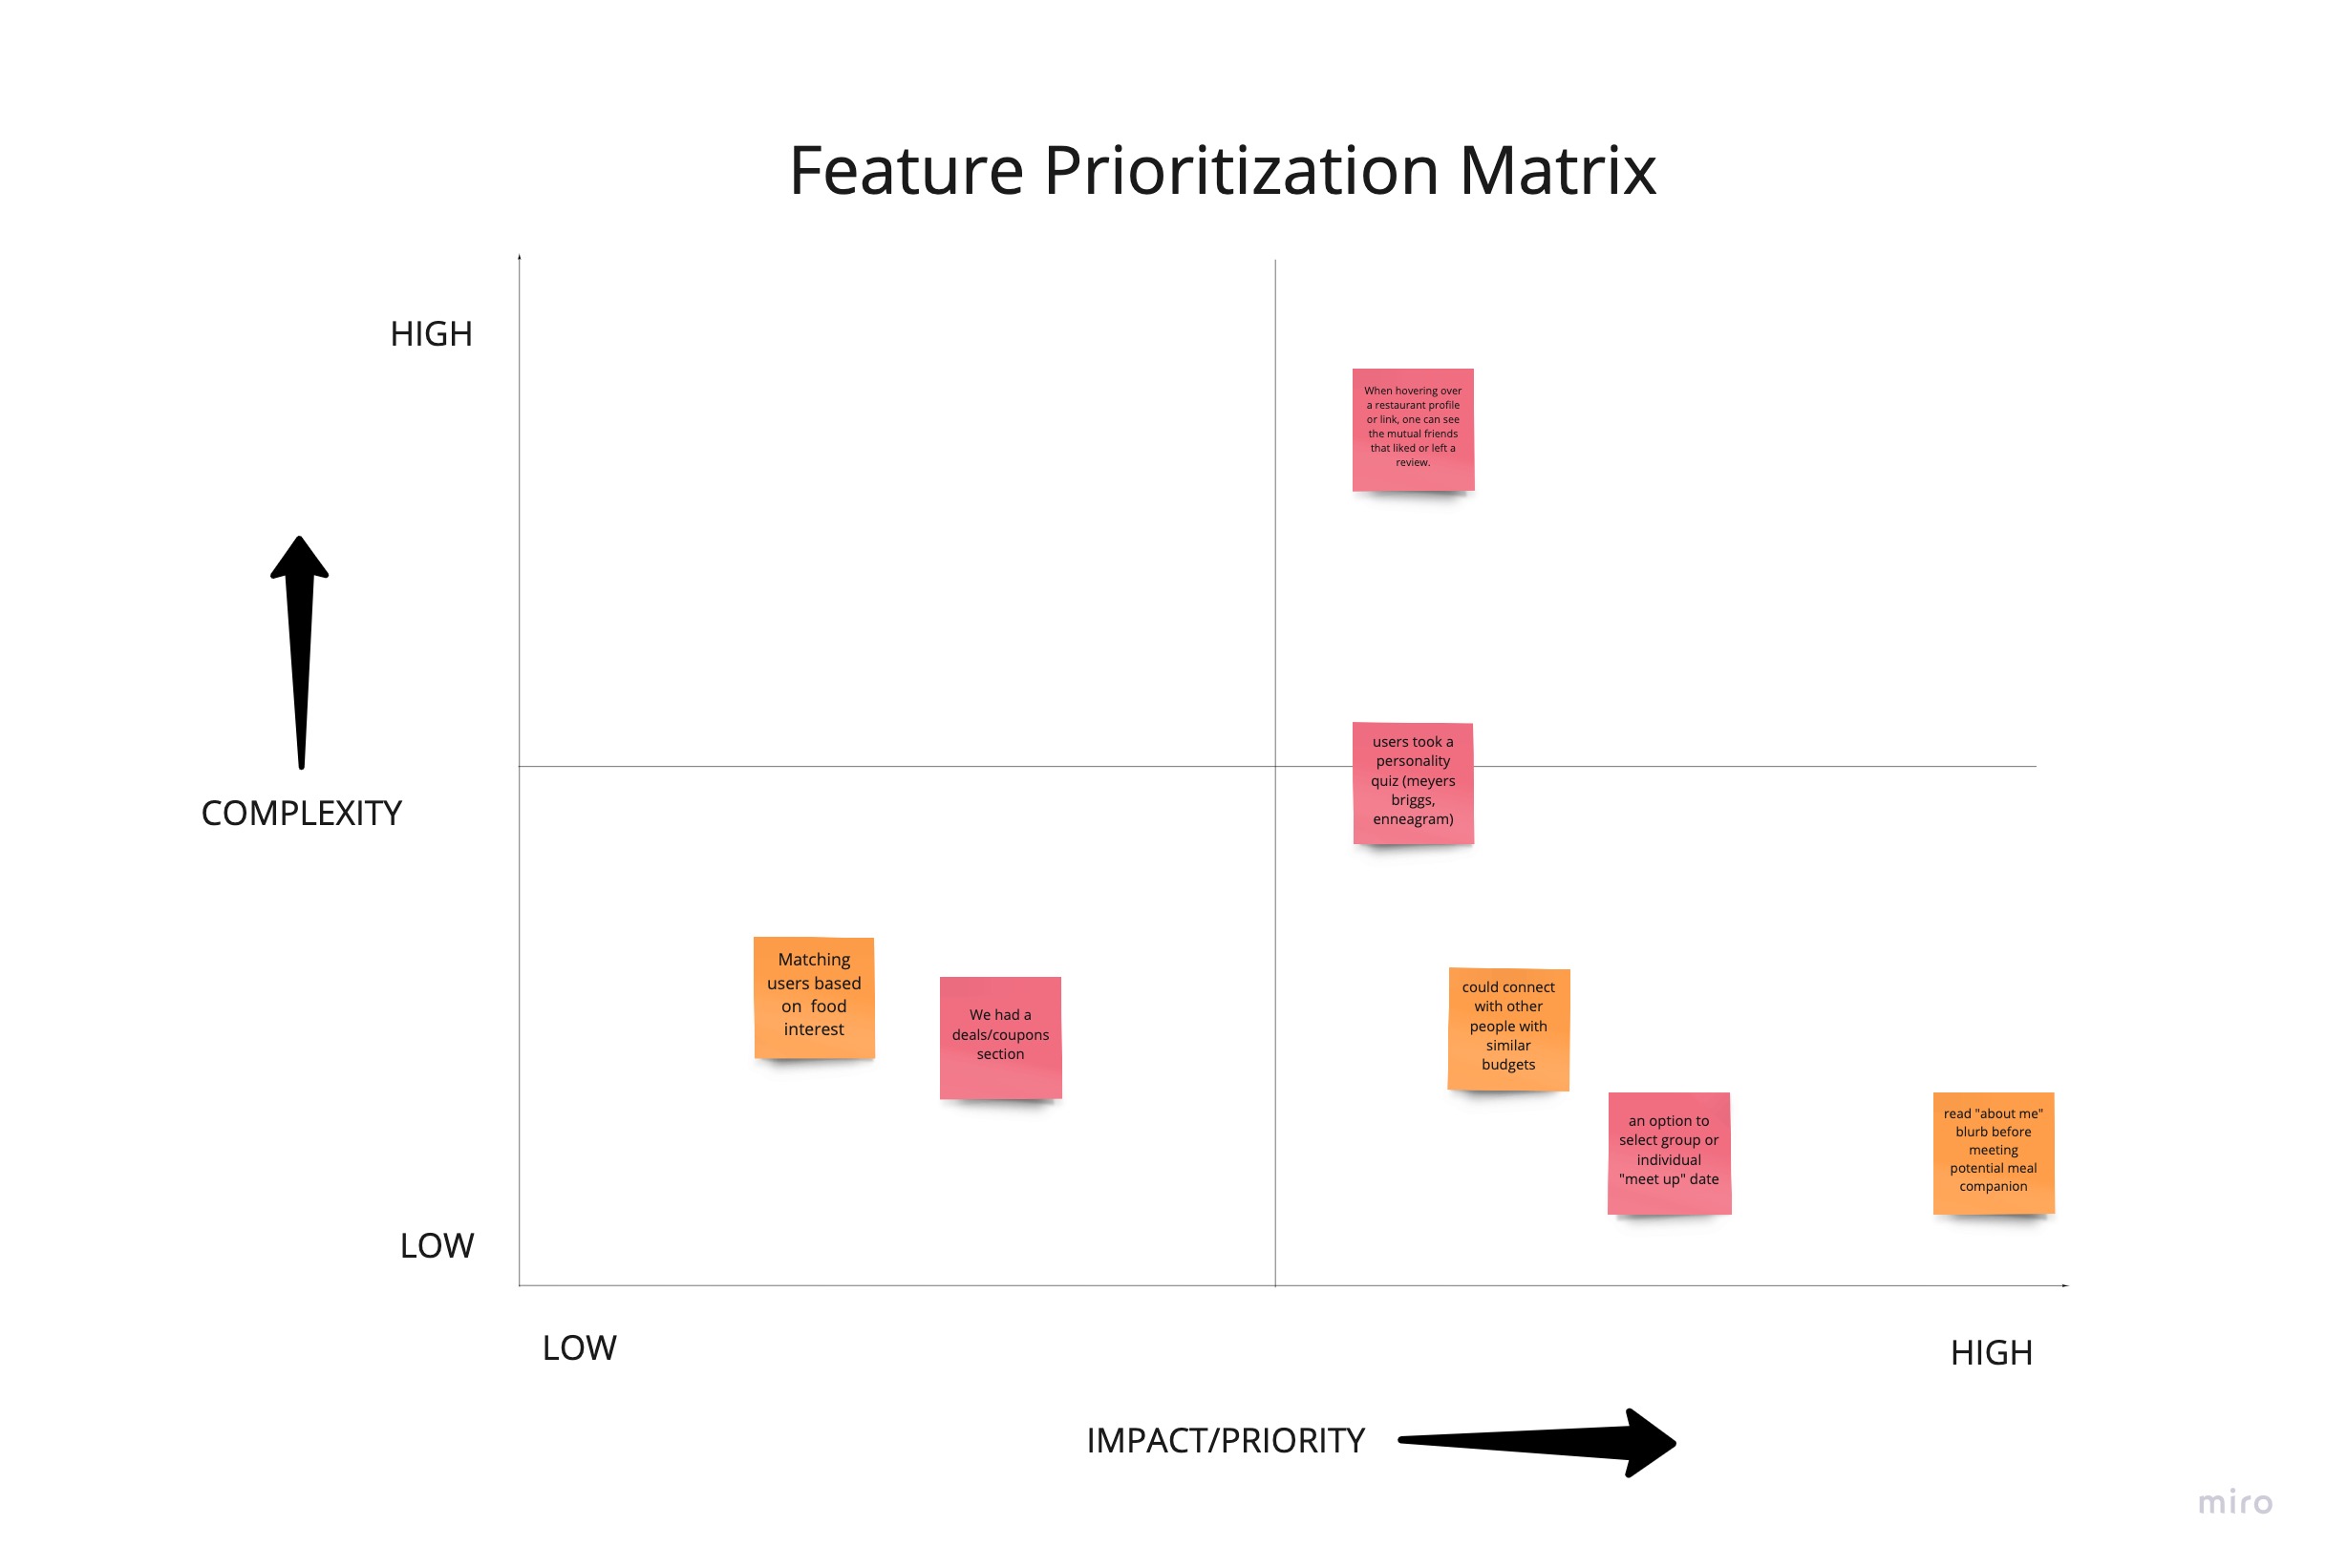 Feature Prioritization Matrix
HIGH
When hovering over
a restaurant profile
or link, one can see
the mutual friends
that liked or left a
review.
COMPLEXITY
users took a
personality
quiz (meyers
briggs,
enneagram)
Matching
users based
on food
interest
We had a
deals/coupons
section
could connect
with other
people with
similar
budgets
an option to
select group or
individual
"meet up" date
read "about me"
blurb before
meeting
potential meal
companion
LOW
LOW
HIGH
IMPACT/PRIORITY
miro